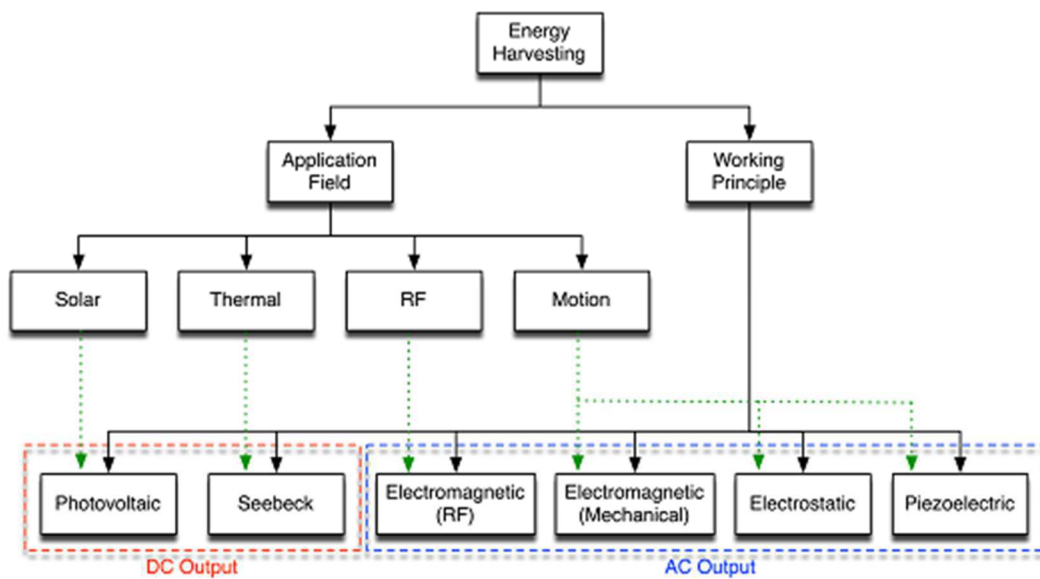 Energy
Harvesting
Application
Field
Working
Principle
Solar
Thermal
RF
Motion
Photovoltaic
Seebeck
Electromagnetic
(RF)
Electromagnetic
(Mechanical)
Electrostatic
Piezoelectric
DC Output
AC Output